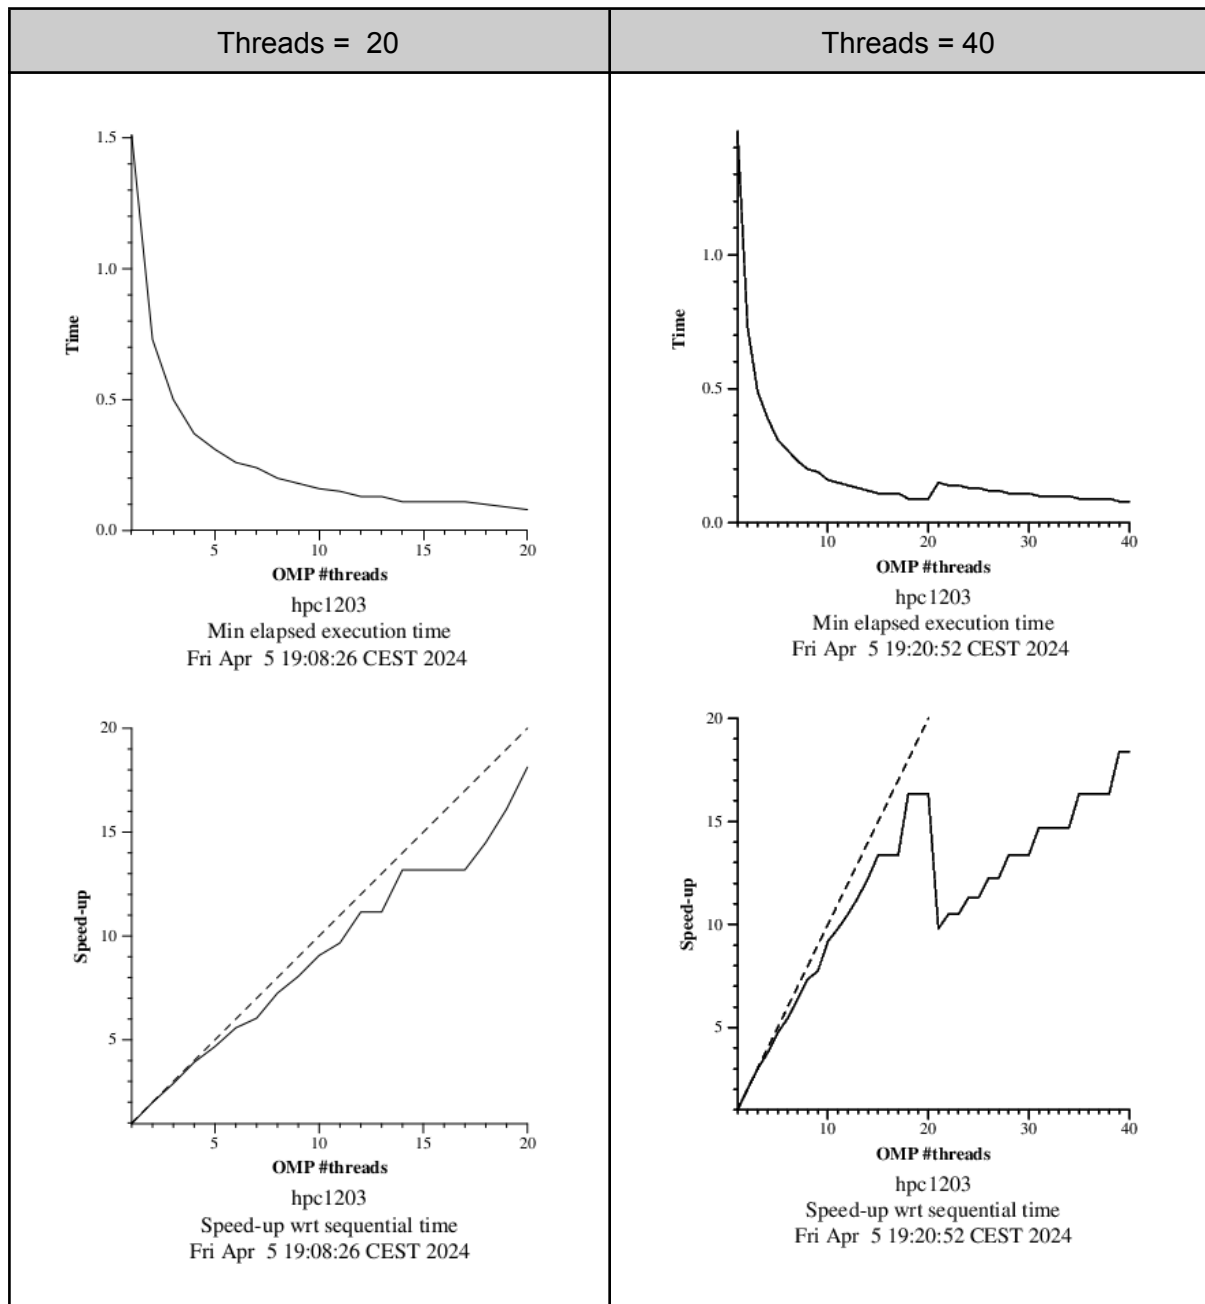 Threads =  20
Threads = 40
1.5
1.0
0.5
0.0
Time
5
10
15
20
OMP #threads
hpc1203
Min elapsed execution time
Fri Apr  5 19:08:26 CEST 2024
1.0
0.5
0.0
Time
10
20
30
40
OMP #threads
hpc1203
Min elapsed execution time
Fri Apr  5 19:20:52 CEST 2024
20
15
10
5
Speed-up
5
10
15
20
OMP #threads
hpc1203
Speed-up wrt sequential time
Fri Apr  5 19:08:26 CEST 2024
20
15
10
5
Speed-up
10
20
30
40
OMP #threads
hpc1203
Speed-up wrt sequential time
Fri Apr  5 19:20:52 CEST 2024